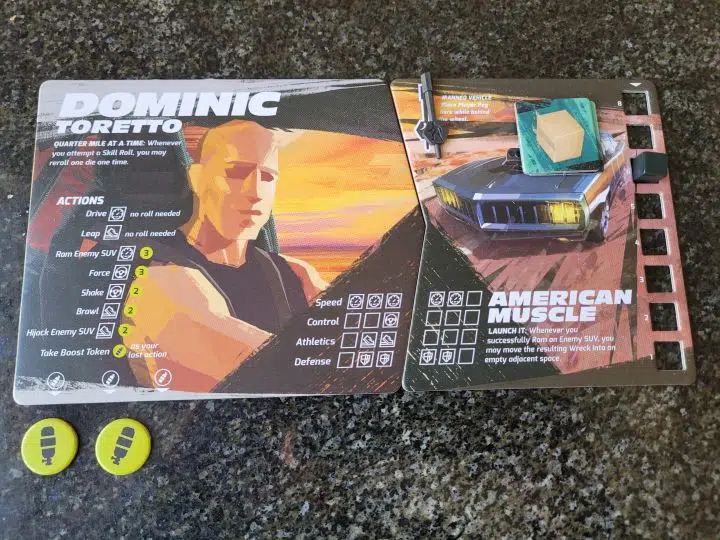 DOMINIC
TORETTO
QUARTER MILE AT A TIME: Whenever
you attempt a Skill Roll, you may
reroll one die one time.
ACTIONS
Drive no roll needed
Leap no roll needed
Ram Enemy SUV 3
Force 3
Shake 2
Brawl 2
Hijack Enemy SUV 2
Take Boost Token as your
last action
Speed
Control
Athletics
Defense
MANNED VEHICLE
Place Player Peg
here while behind
the wheel.
AMERICAN
MUSCLE
LAUNCH IT: Whenever you
successfully Ram an Enemy SUV, you
may move the resulting Wreck into an
empty adjacent space.
8
5
4
3
2
1